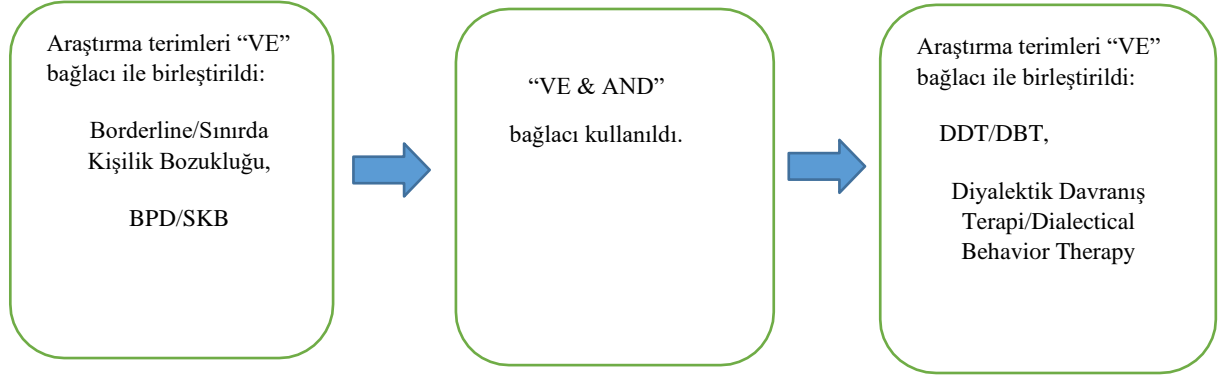 Araştırma terimleri “VE”
bağlacı ile birleştirildi:
Borderline/Sınırda
Kişilik Bozukluğu,
BPD/SKB
“VE & AND”
bağlacı kullanıldı.
Araştırma terimleri “VE”
bağlacı ile birleştirildi:
DDT/DBT,
Diyalektik Davranış
Terapi/Dialectical
Behavior Therapy